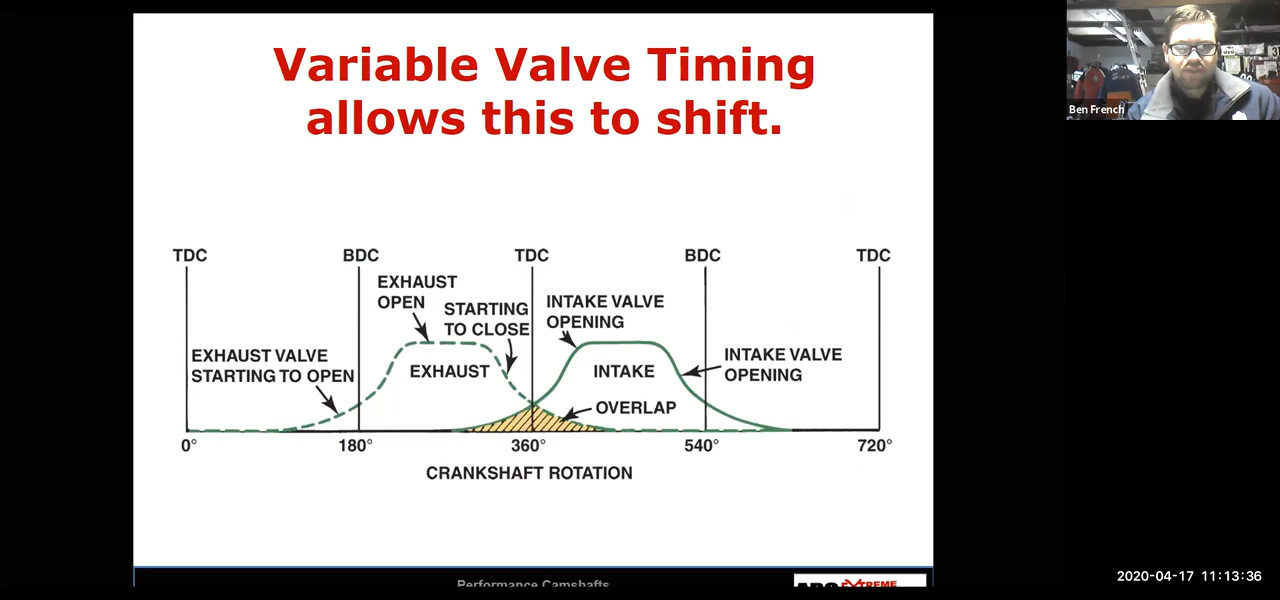 Variable Valve Timing
allows this to shift.
TDC
BDC
TDC
BDC
TDC
EXHAUST
OPEN
STARTING
TO CLOSE
INTAKE VALVE
OPENING
EXHAUST VALVE
STARTING TO OPEN
EXHAUST
INTAKE
INTAKE VALVE
OPENING
OVERLAP
0°
180°
360°
540°
720°
CRANKSHAFT ROTATION
Performance Camshafts
EXTREME
Ben French
2020-04-17 11:13:36